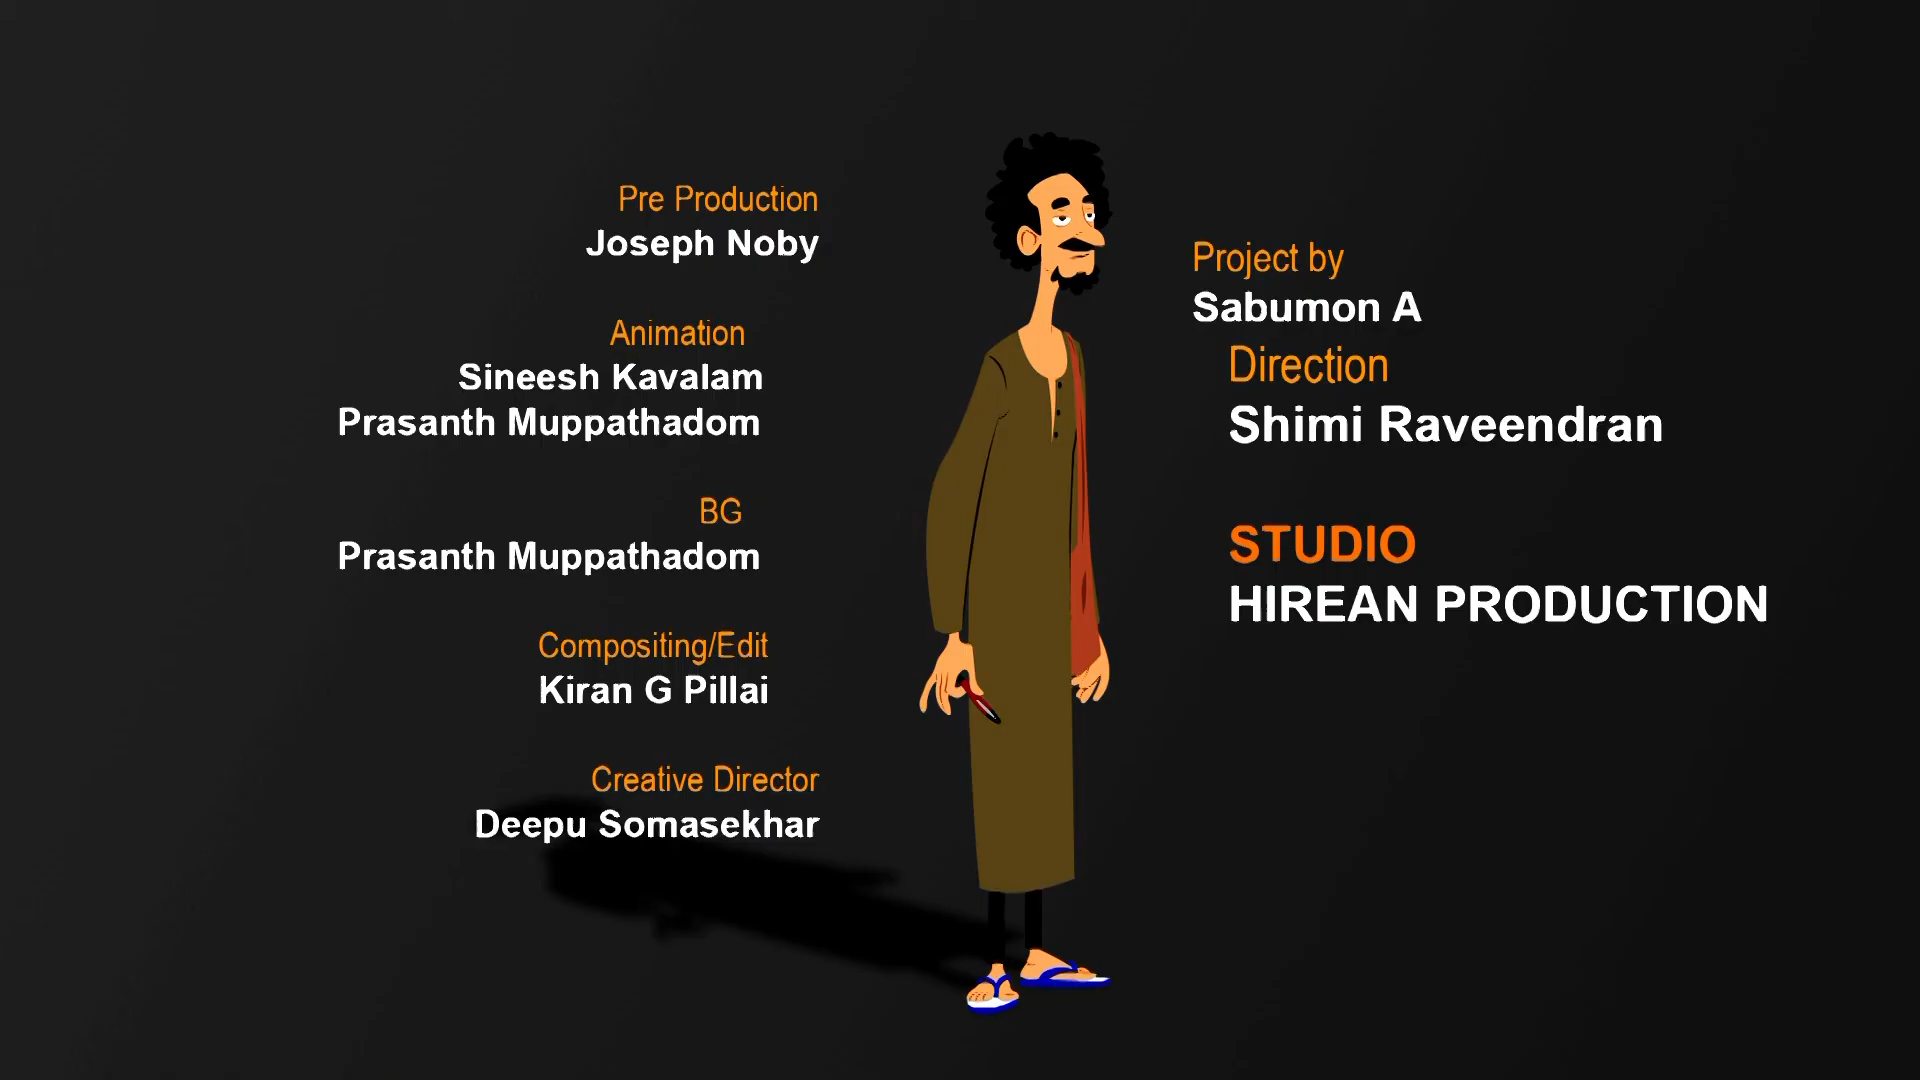 Pre Production
Joseph Noby
Animation
Sineesh Kavalam
Prasanth Muppathadom
BG
Prasanth Muppathadom
Compositing/Edit
Kiran G Pillai
Creative Director
Deepu Somasekhar
Project by
Sabumon A
Direction
Shimi Raveendran
STUDIO
HIREAN PRODUCTION